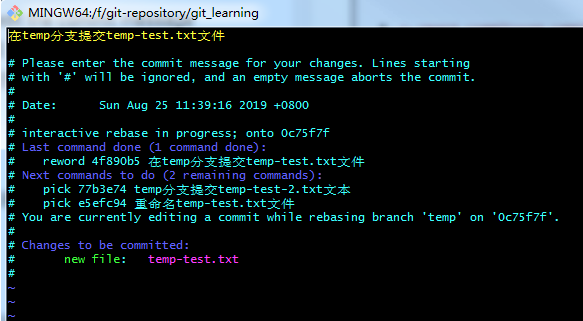 MINGW64:/f/git-repository/git_learning
在temp分支提交temp-test.txt文件
# Please enter the commit message for your changes. Lines starting
# with '#' will be ignored, and an empty message aborts the commit.
#
# Date:      Sun Aug 25 11:39:16 2019 +0800
#
# interactive rebase in progress; onto 0c75f7f
# Last command done (1 command done):
#    reword 4f890b5 在temp分支提交temp-test.txt文件
# Next commands to do (2 remaining commands):
#    pick 77b3e74 temp分支提交temp-test-2.txt文本
#    pick e5efc94 重命名temp-test.txt文件
# You are currently editing a commit while rebasing branch 'temp' on '0c75f7f'.
#
# Changes to be committed:
#       new file:   temp-test.txt
#
~
~
~